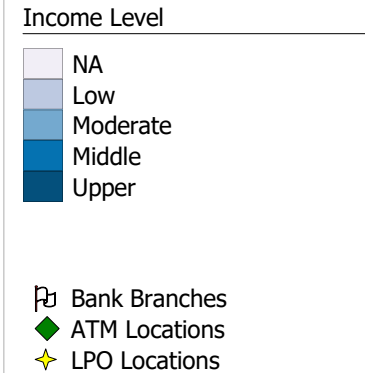 Income Level
NA
Low
Moderate
Middle
Upper
Bank Branches
ATM Locations
LPO Locations